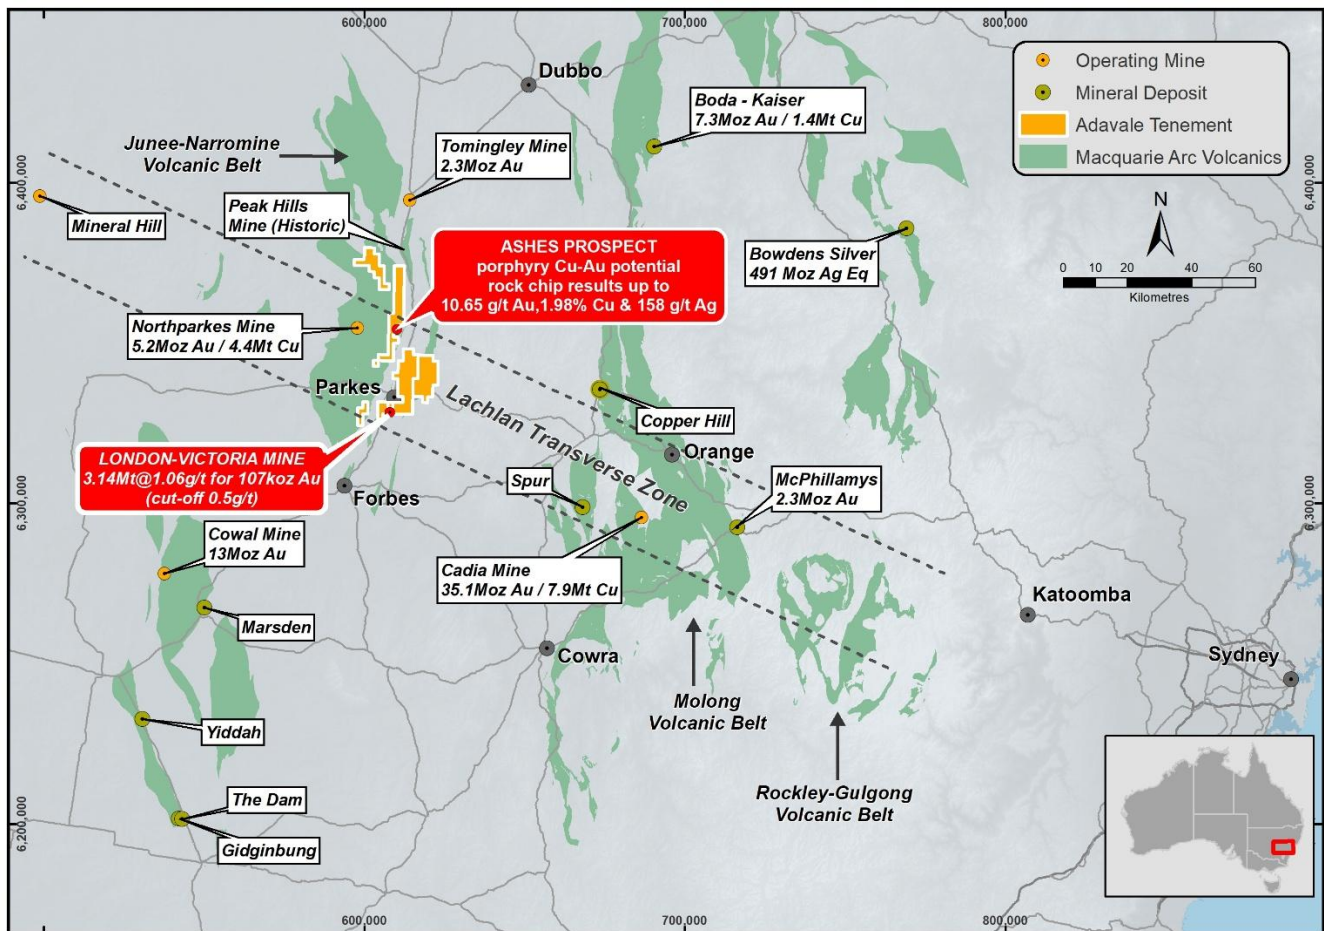 600,000
700,000
800,000
Operating Mine
Mineral Deposit
Adavale Tenement
Macquarie Arc Volcanics
Dubbo
Boda - Kaiser
7.3Moz Au / 1.4Mt Cu
Junee-Narromine
Volcanic Belt
Tomingley Mine
2.3Moz Au
6,400,000
6,400,000
Peak Hills
Mine (Historic)
Mineral Hill
N
ASHES PROSPECT
porphyry Cu-Au potential
rock chip results up to
10.65 g/t Au,1.98% Cu & 158 g/t Ag
Bowdens Silver
491 Moz Ag Eq
0 10 20 40 60
Kilometres
Northparkes Mine
5.2Moz Au / 4.4Mt Cu
Parkes
Lachlan Transverse Zone
Copper Hill
Orange
LONDON-VICTORIA MINE
3.14Mt@1.06g/t for 107koz Au
(cut-off 0.5g/t)
Forbes
Spur
McPhillamys
2.3Moz Au
6,300,000
6,300,000
Cowal Mine
13Moz Au
Cadia Mine
35.1Moz Au / 7.9Mt Cu
Marsden
Katoomba
Cowra
Sydney
Molong
Volcanic Belt
Yiddah
Rockley-Gulgong
Volcanic Belt
The Dam
Gidginbung
6,200,000
6,200,000
600,000
700,000
800,000